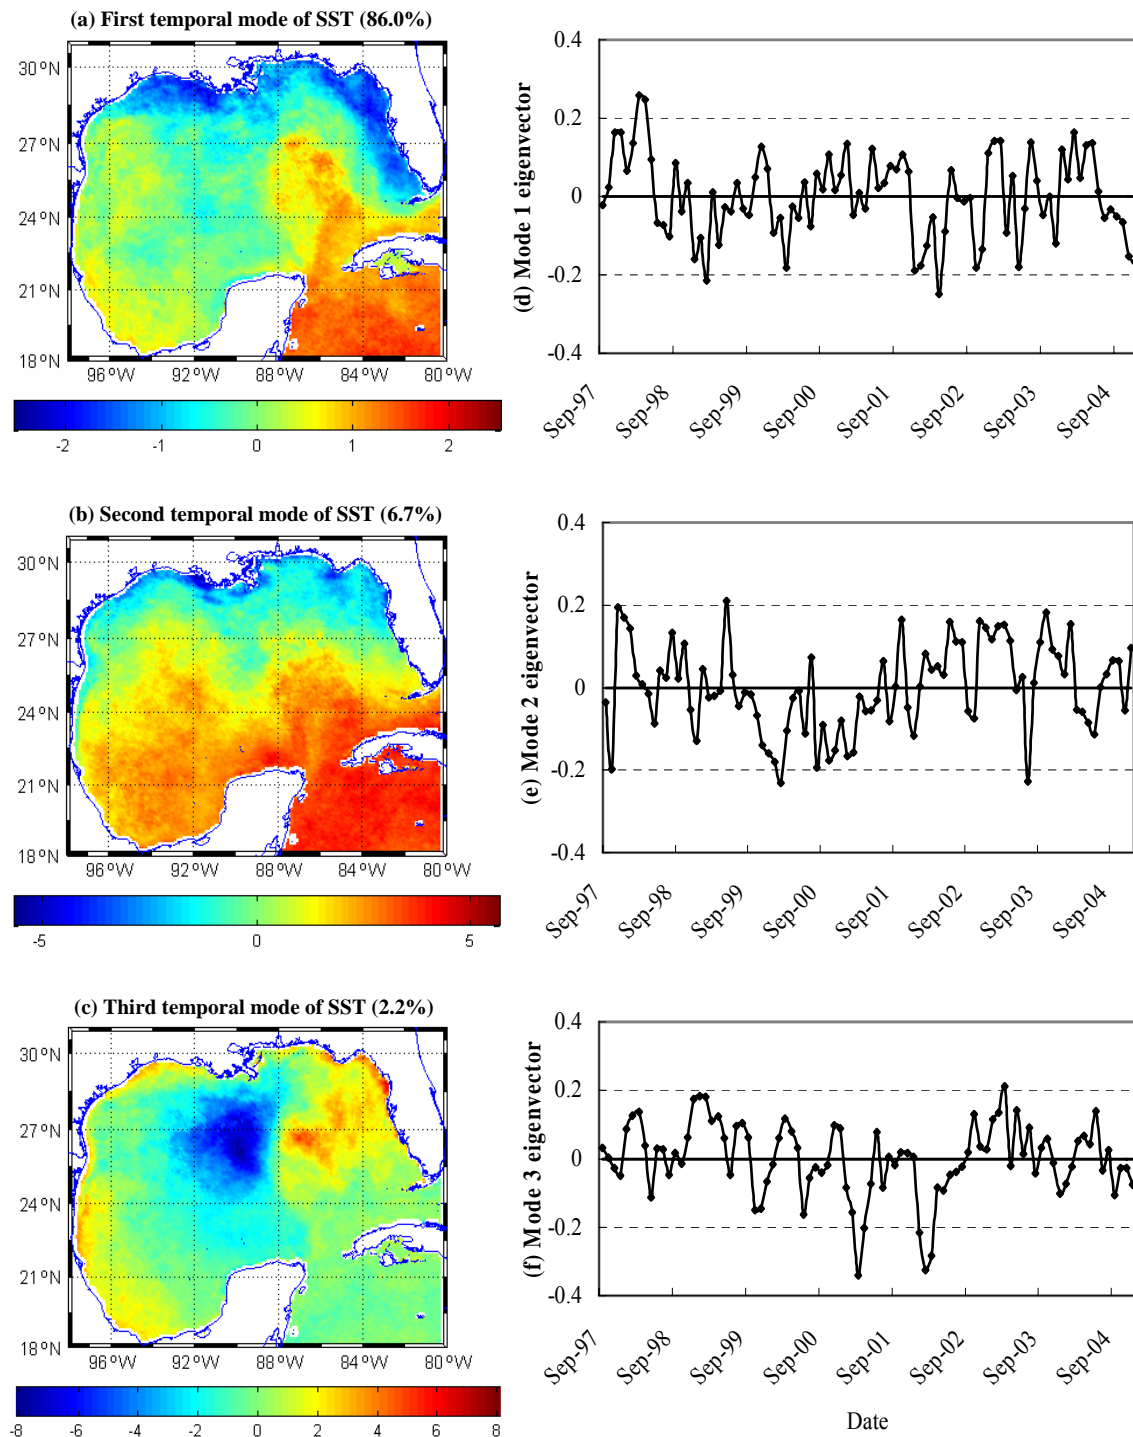 (a) First temporal mode of SST (86.0%)
30°N
27°N
24°N
21°N
18°N
96°W 92°W 88°W 84°W 80°W
-2 -1 0 1 2
(d) Mode 1 eigenvector
0.4
0.2
0
-0.2
-0.4
Sep-97 Sep-98 Sep-99 Sep-00 Sep-01 Sep-02 Sep-03 Sep-04
(b) Second temporal mode of SST (6.7%)
30°N
27°N
24°N
21°N
18°N
96°W 92°W 88°W 84°W 80°W
-5 0 5
(e) Mode 2 eigenvector
0.4
0.2
0
-0.2
-0.4
Sep-97 Sep-98 Sep-99 Sep-00 Sep-01 Sep-02 Sep-03 Sep-04
(c) Third temporal mode of SST (2.2%)
30°N
27°N
24°N
21°N
18°N
96°W 92°W 88°W 84°W 80°W
-8 -6 -4 -2 0 2 4 6 8
(f) Mode 3 eigenvector
0.4
0.2
0
-0.2
-0.4
Sep-97 Sep-98 Sep-99 Sep-00 Sep-01 Sep-02 Sep-03 Sep-04
Date